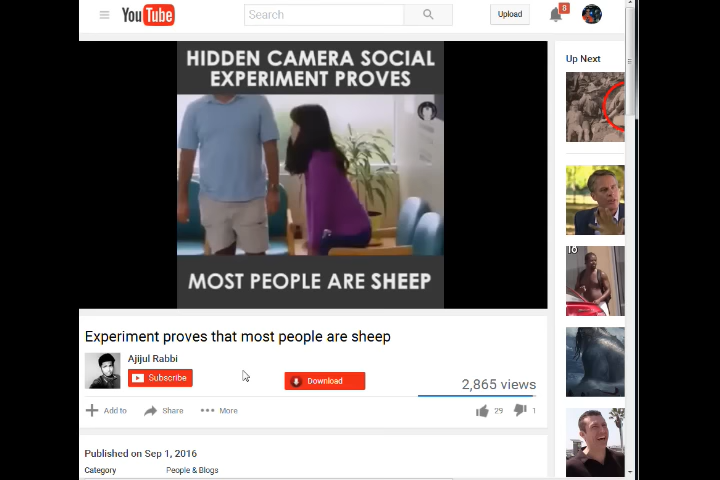 YouTube
Search
Upload
8
HIDDEN CAMERA SOCIAL
EXPERIMENT PROVES
MOST PEOPLE ARE SHEEP
Up Next
Experiment proves that most people are sheep
Ajijul Rabbi
Subscribe
Download
2,865 views
Add to
Share
More
29
1
Published on Sep 1, 2016
Category
People & Blogs